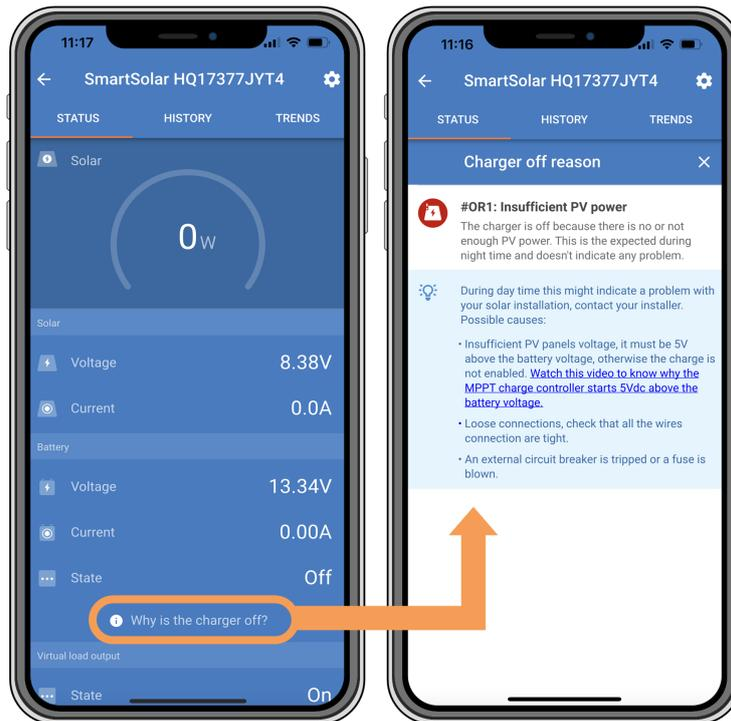 11:17
SmartSolar HQ17377JYT4
STATUS
HISTORY
TRENDS
Solar
0W
Solar
Voltage
8.38V
Current
0.0A
Battery
Voltage
13.34V
Current
0.00A
State
Off
Why is the charger off?
Virtual load output
State
On
11:16
SmartSolar HQ17377JYT4
STATUS
HISTORY
TRENDS
Charger off reason
#OR1: Insufficient PV power
The charger is off because there is no or not
enough PV power. This is the expected during
night time and doesn't indicate any problem.
During day time this might indicate a problem with
your solar installation, contact your installer.
Possible causes:
• Insufficient PV panels voltage, it must be 5V
above the battery voltage, otherwise the charge is
not enabled. Watch this video to know why the
MPPT charge controller starts 5Vdc above the
battery voltage.
• Loose connections, check that all the wires
connection are tight.
• An external circuit breaker is tripped or a fuse is
blown.